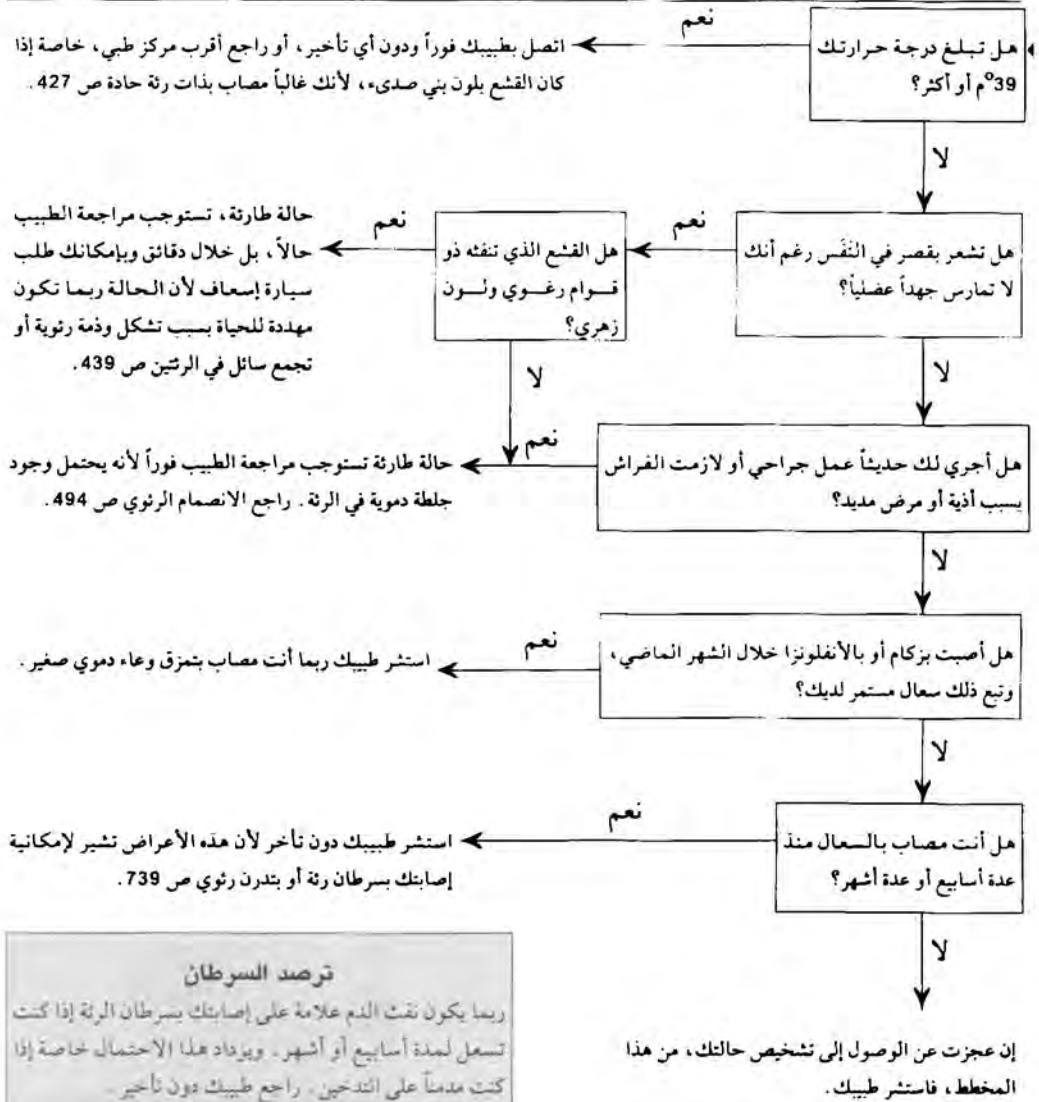 هل تبلغ درجة حرارتك
39°م أو أكثر؟
نعم
اتصل بطبيبك فوراً ودون أي تأخير، أو راجع أقرب مركز طبي، خاصة إذا
كان القشع بلون بني صدىء، لأنك غالباً مصاب بذات رئة حادة ص 427.
لا
هل تشعر بقصر في النَفَس رغم أنك
لا تمارس جهداً عضلياً؟
نعم
هل القشع الذي تنفثه ذو
قوام رغوي ولون
زهري؟
نعم
حالة طارئة، تستوجب مراجعة الطبيب
حالاً، بل خلال دقائق وبإمكانك طلب
سيارة إسعاف لأن الحالة ربما تكون
مهددة للحياة بسبب تشكل وذمة رئوية أو
تجمع سائل في الرئتين ص 439.
لا
لا
هل أجري لك حديثاً عمل جراحي أو لازمت الفراش
بسبب أذية أو مرض مديد؟
نعم
حالة طارئة تستوجب مراجعة الطبيب فوراً لأنه يحتمل وجود
جلطة دموية في الرئة. راجع الانصمام الرئوي ص 494.
لا
هل أصبت بزكام أو بالأنفلونزا خلال الشهر الماضي،
وتبع ذلك سعال مستمر لديك؟
نعم
استشر طبيبك ربما أنت مصاب بتمزق وعاء دموي صغير.
لا
هل أنت مصاب بالسعال منذ
عدة أسابيع أو عدة أشهر؟
نعم
استشر طبيبك دون تأخر لأن هذه الأعراض تشير لإمكانية
إصابتك بسرطان رئة أو بتدرن رئوي ص 739.
لا
إن عجزت عن الوصول إلى تشخيص حالتك، من هذا
المخطط، فاستشر طبيبك.
ترصد السرطان
ربما يكون نفث الدم علامة على إصابتك بسرطان الرئة إذا كنت
تسعل لمدة أسابيع أو أشهر. ويزداد هذا الاحتمال خاصة إذا
كنت مدمناً على التدخين. راجع طبيبك دون تأخير.